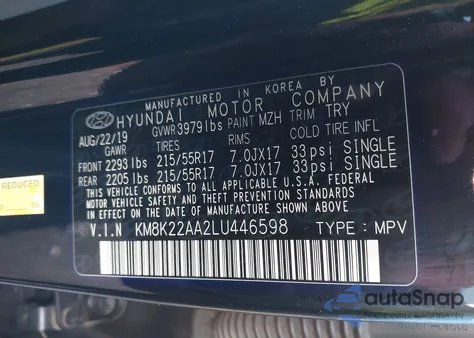 MANUFACTURED IN KOREA BY
HYUNDAI MOTOR COMPANY
AUG/22/19 GVWR 3979lbs PAINT MZH TRIM TRY
GAWR TIRES COLD TIRE INFL
FRONT 2293lbs 215/55R17 7.0JX17 33psi SINGLE
REAR 2205lbs 215/55R17 7.0JX17 33psi SINGLE
THIS VEHICLE CONFORMS TO ALL APPLICABLE U.S.A. FEDERAL
MOTOR VEHICLE SAFETY AND THEFT PREVENTION STANDARDS
IN EFFECT ON THE DATE OF MANUFACTURE SHOWN ABOVE.
V.I.N KM8K22AA2LU446598 TYPE: MPV
REDUCED
autoSnap